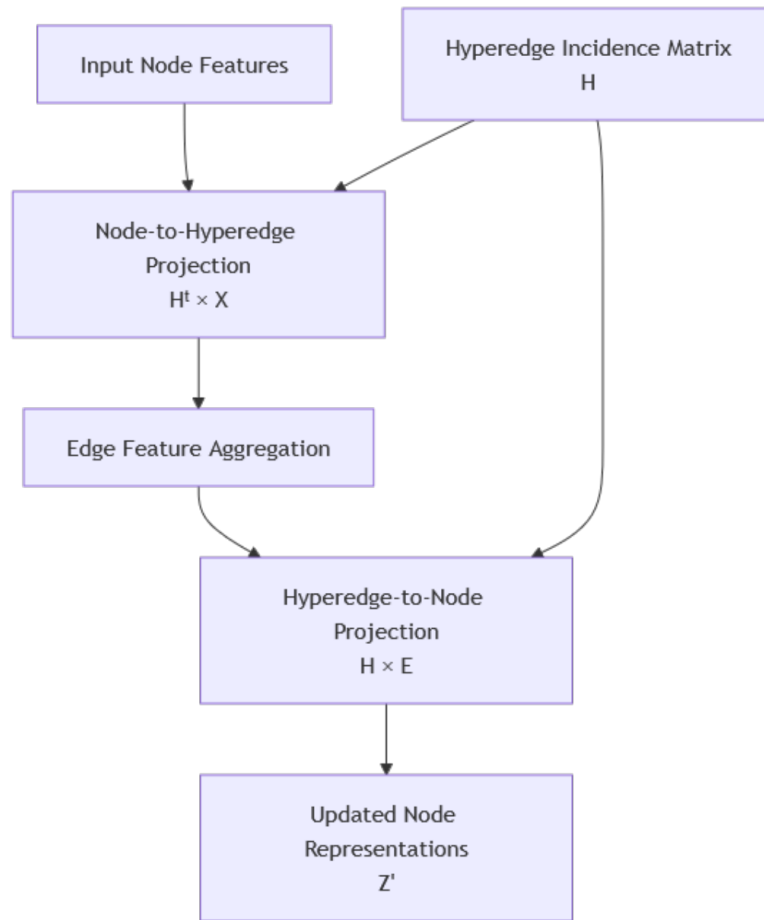 Input Node Features
Hyperedge Incidence Matrix
H
Node-to-Hyperedge
Projection
Hᵗ × X
Edge Feature Aggregation
Hyperedge-to-Node
Projection
H × E
Updated Node
Representations
Z'